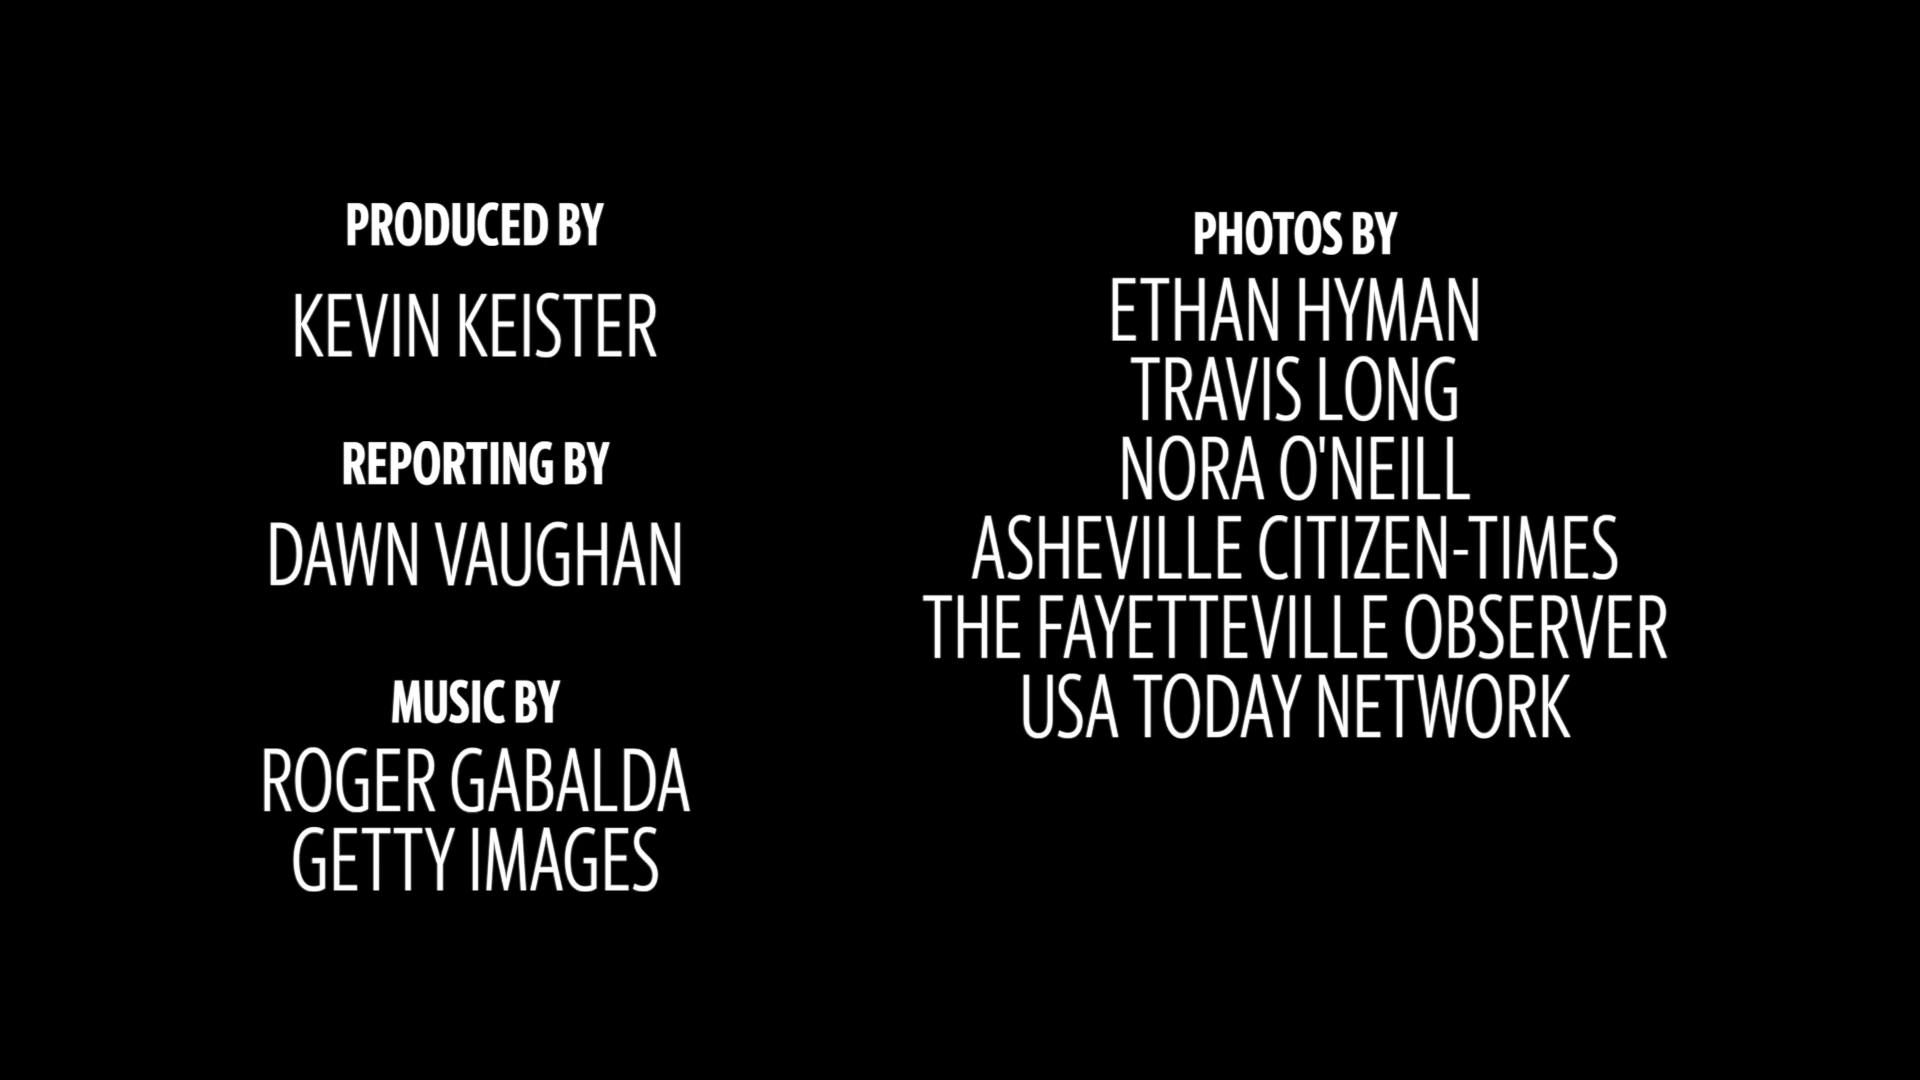 PRODUCED BY
KEVIN KEISTER
REPORTING BY
DAWN VAUGHAN
MUSIC BY
ROGER GABALDA
GETTY IMAGES
PHOTOS BY
ETHAN HYMAN
TRAVIS LONG
NORA O'NEILL
ASHEVILLE CITIZEN-TIMES
THE FAYETTEVILLE OBSERVER
USA TODAY NETWORK